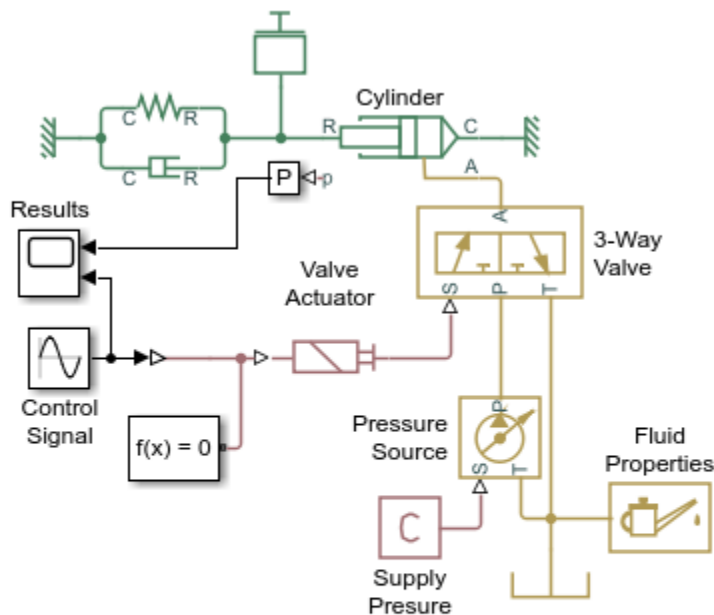 Cylinder
C
R
R
C
A
C
R
P
p
Results
A
3-Way
Valve
Valve
Actuator
S
P
T
Control
Signal
f(x) = 0
Pressure
Source
P
S
T
Fluid
Properties
C
Supply
Presure